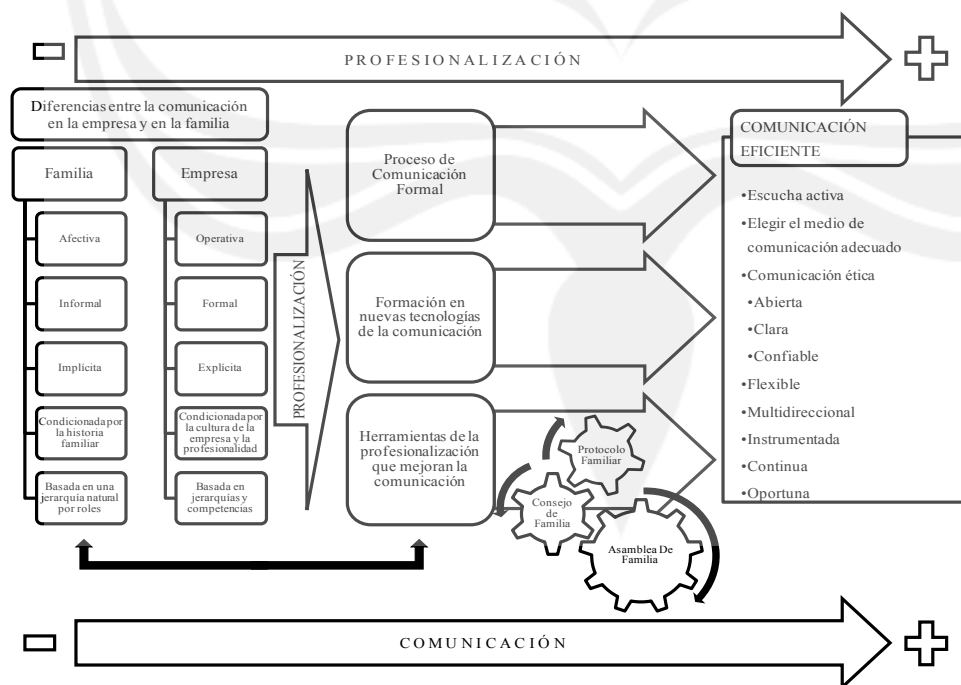 PROFESIONALIZACIÓN
Diferencias entre la comunicación
en la empresa y en la familia
Familia
Afectiva
Informal
Implícita
Condicionada por
la historia
familiar
Basada en una
jerarquía natural
por roles
Empresa
Operativa
Formal
Explícita
Condicionada por
la cultura de la
empresa y la
profesionalidad
Basada en
jerarquías y
competencias
PROFESIONALIZACIÓN
Proceso de
Comunicación
Formal
Formación en
nuevas tecnologías
de la comunicación
Herramientas de la
profesionalización
que mejoran la
comunicación
Protocolo
Familiar
Consejo
de
Familia
Asamblea De
Familia
COMUNICACIÓN
EFICIENTE
•Escucha activa
•Elegir el medio de
comunicación adecuado
•Comunicación ética
•Abierta
•Clara
•Confiable
•Flexible
•Multidireccional
•Instrumentada
•Continua
•Oportuna
COMUNICACIÓN